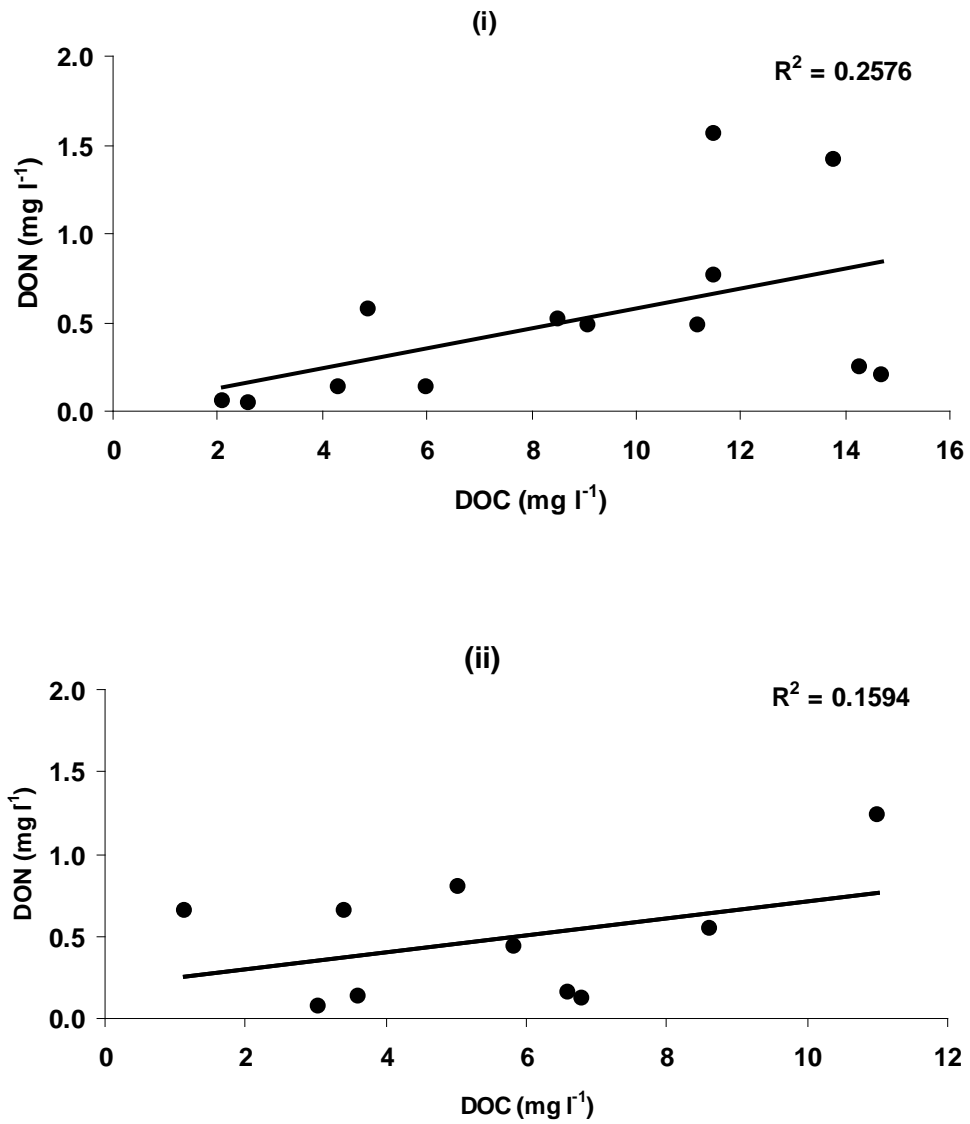 (i)
R² = 0.2576
2.0
1.5
1.0
0.5
0.0
DON (mg l⁻¹)
0 2 4 6 8 10 12 14 16
DOC (mg l⁻¹)
(ii)
R² = 0.1594
2.0
1.5
1.0
0.5
0.0
DON (mg l¹)
0 2 4 6 8 10 12
DOC (mg l⁻¹)